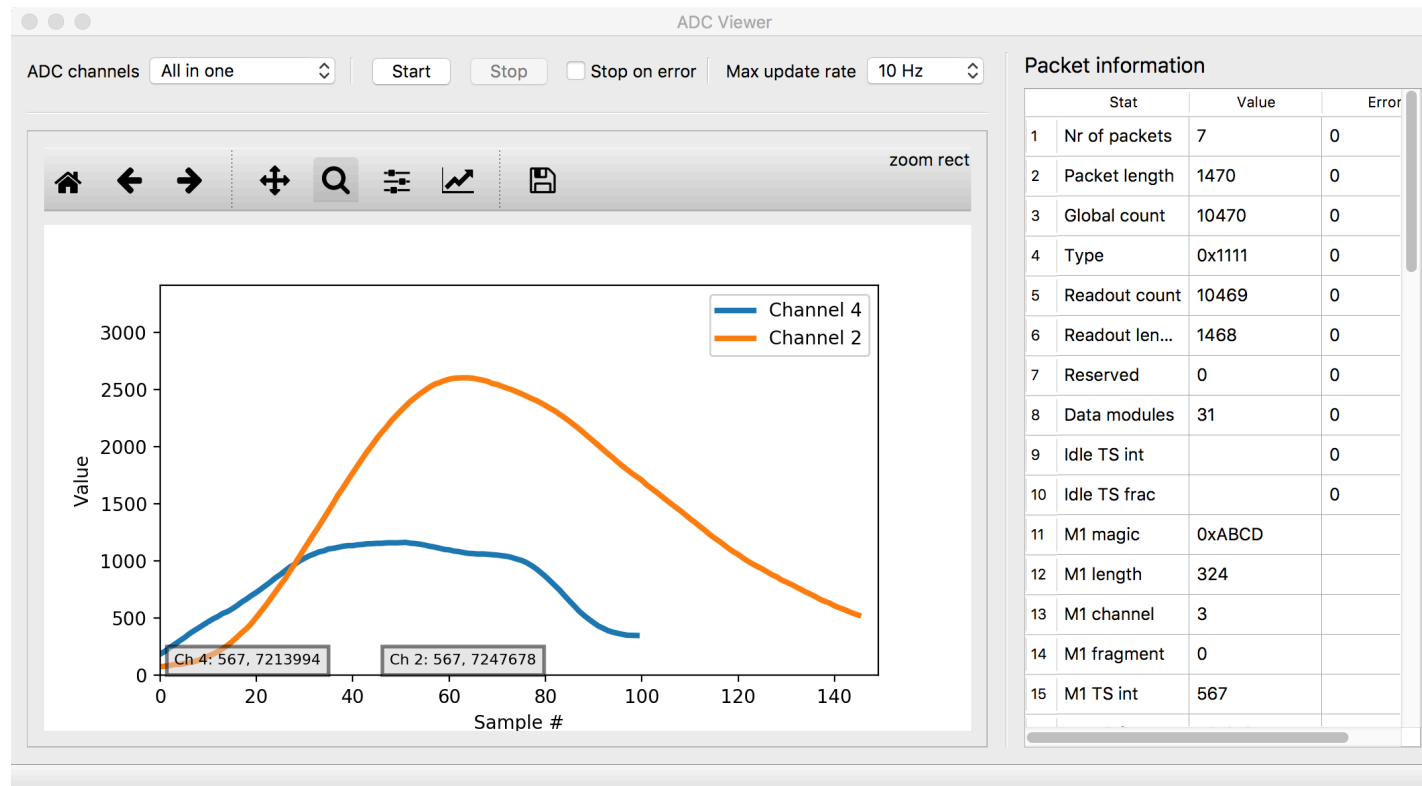 ADC Viewer
ADC channels All in one Start Stop Stop on error Max update rate 10 Hz
zoom rect
Channel 4
Channel 2
3000
2500
2000
1500
1000
500
0
Value
Ch 4: 567, 7213994 Ch 2: 567, 7247678
0 20 40 60 80 100 120 140
Sample #
Packet information
Stat Value Error
1 Nr of packets 7 0
2 Packet length 1470 0
3 Global count 10470 0
4 Type 0x1111 0
5 Readout count 10469 0
6 Readout len... 1468 0
7 Reserved 0 0
8 Data modules 31 0
9 Idle TS int 0
10 Idle TS frac 0
11 M1 magic 0xABCD
12 M1 length 324
13 M1 channel 3
14 M1 fragment 0
15 M1 TS int 567